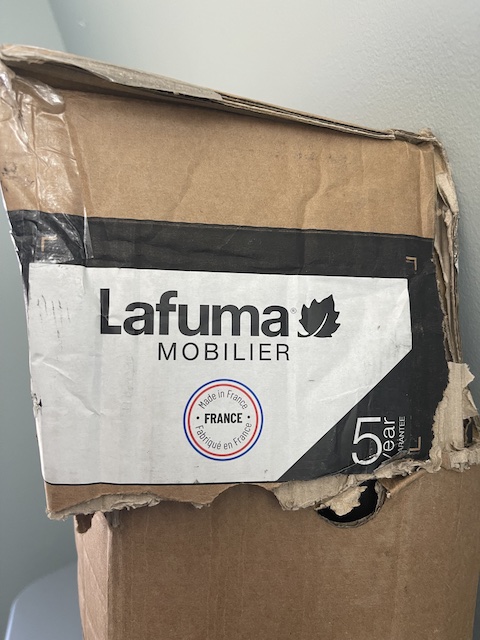 Lafuma
MOBILIER
Made in France
FRANCE
Fabriqué en France
5
year